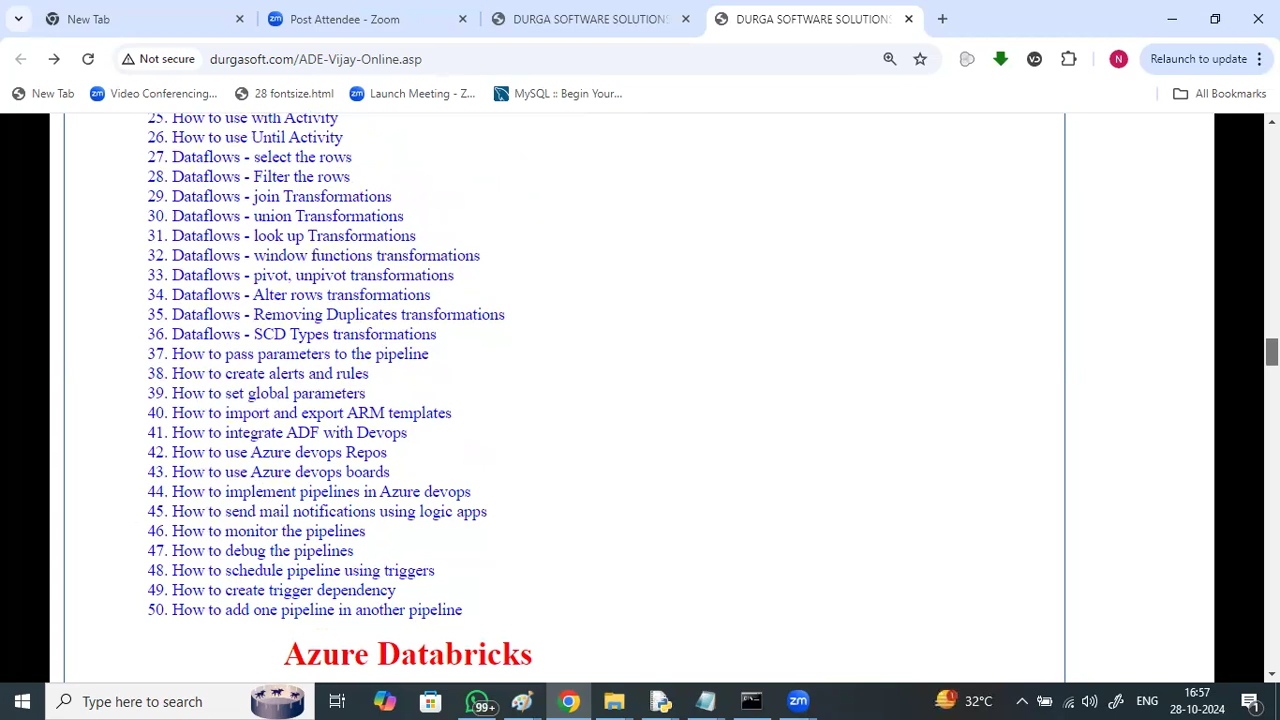 New Tab
Post Attendee - Zoom
DURGA SOFTWARE SOLUTIONS
DURGA SOFTWARE SOLUTIONS
Not secure
durgasoft.com/ADE-Vijay-Online.asp
N
Relaunch to update
New Tab
Video Conferencing...
28 fontsize.html
Launch Meeting - Z...
MySQL :: Begin Your...
All Bookmarks
25. How to use with Activity
26. How to use Until Activity
27. Dataflows - select the rows
28. Dataflows - Filter the rows
29. Dataflows - join Transformations
30. Dataflows - union Transformations
31. Dataflows - look up Transformations
32. Dataflows - window functions transformations
33. Dataflows - pivot, unpivot transformations
34. Dataflows - Alter rows transformations
35. Dataflows - Removing Duplicates transformations
36. Dataflows - SCD Types transformations
37. How to pass parameters to the pipeline
38. How to create alerts and rules
39. How to set global parameters
40. How to import and export ARM templates
41. How to integrate ADF with Devops
42. How to use Azure devops Repos
43. How to use Azure devops boards
44. How to implement pipelines in Azure devops
45. How to send mail notifications using logic apps
46. How to monitor the pipelines
47. How to debug the pipelines
48. How to schedule pipeline using triggers
49. How to create trigger dependency
50. How to add one pipeline in another pipeline
Azure Databricks
Type here to search
99+
zm
32°C
ENG
16:57
28-10-2024
1